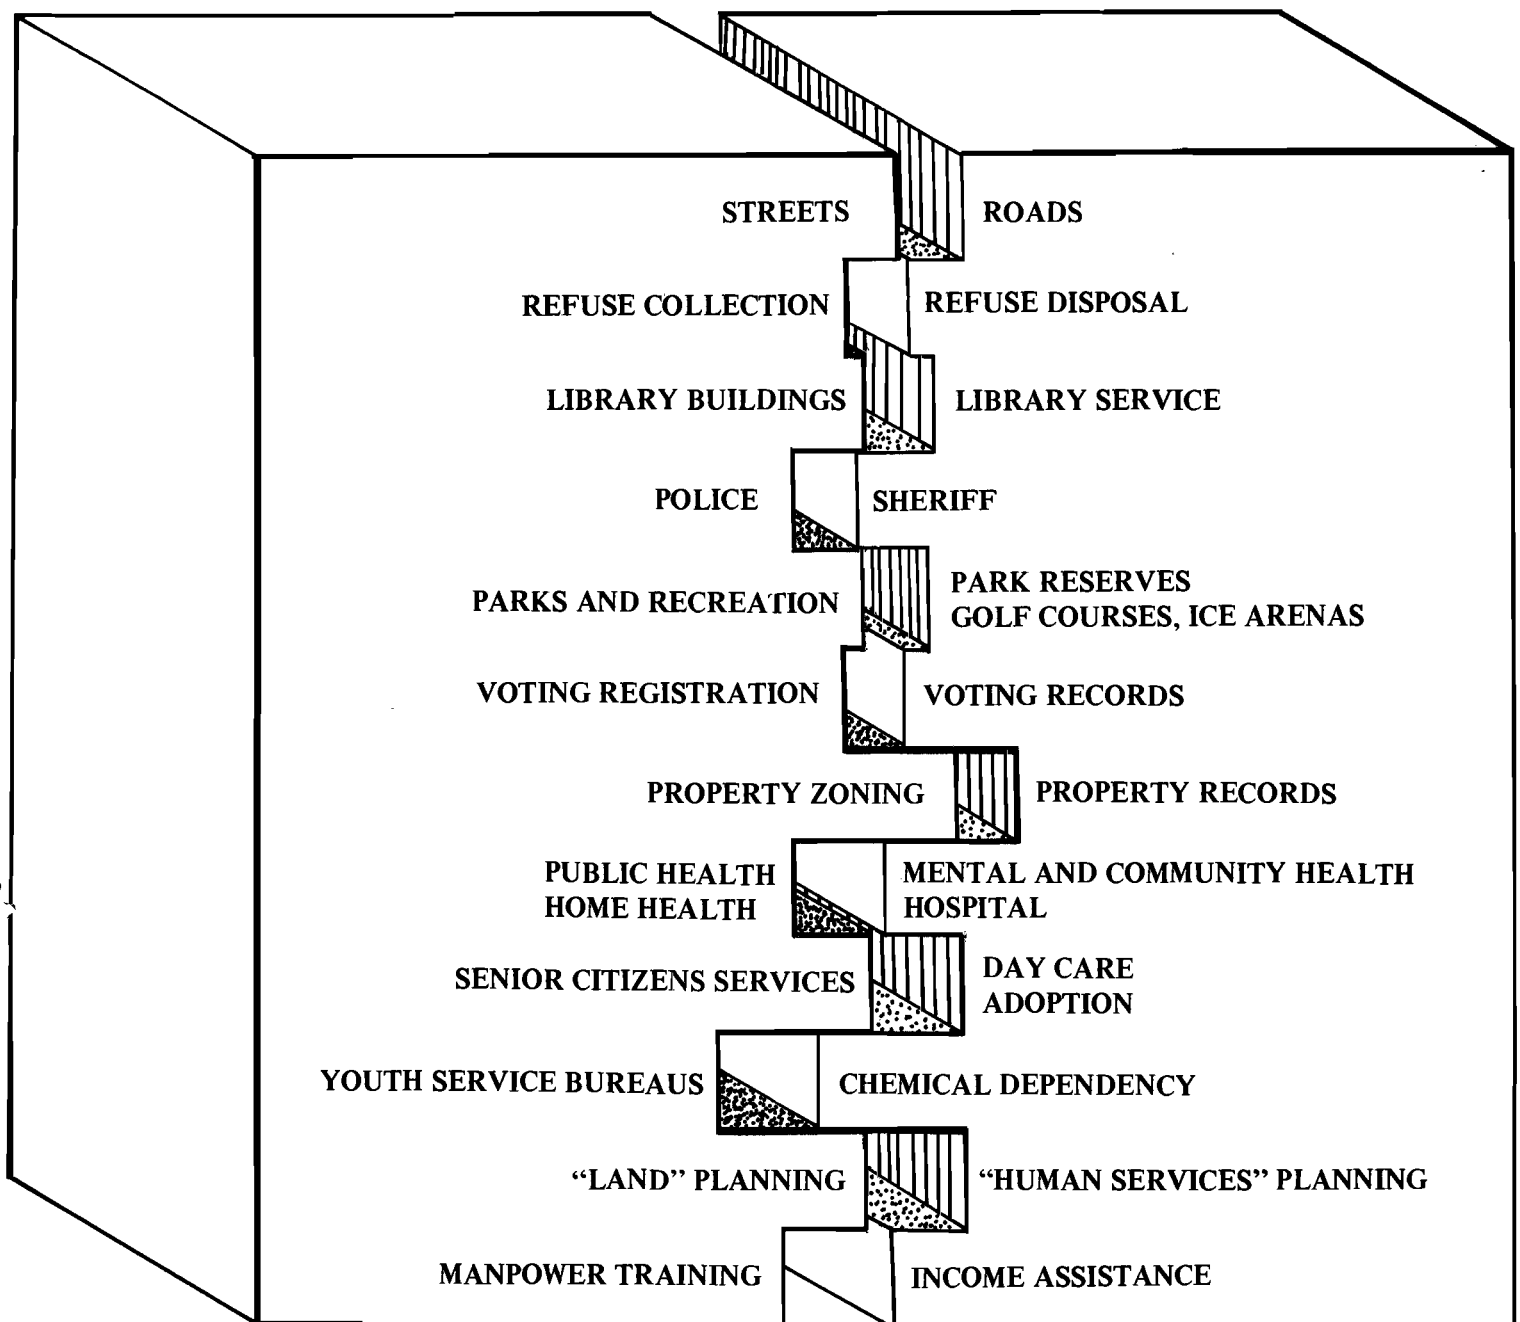 STREETS ROADS
REFUSE COLLECTION REFUSE DISPOSAL
LIBRARY BUILDINGS LIBRARY SERVICE
POLICE SHERIFF
PARKS AND RECREATION PARK RESERVES
GOLF COURSES, ICE ARENAS
VOTING REGISTRATION VOTING RECORDS
PROPERTY ZONING PROPERTY RECORDS
PUBLIC HEALTH MENTAL AND COMMUNITY HEALTH
HOME HEALTH HOSPITAL
SENIOR CITIZENS SERVICES DAY CARE
ADOPTION
YOUTH SERVICE BUREAUS CHEMICAL DEPENDENCY
“LAND” PLANNING “HUMAN SERVICES” PLANNING
MANPOWER TRAINING INCOME ASSISTANCE